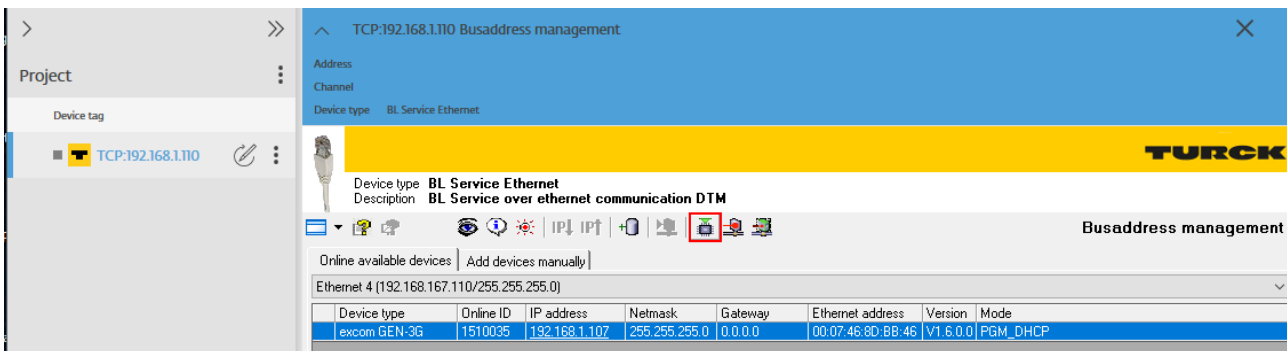 TCP:192.168.1.110 Busaddress management
Project
Address
Channel
Device type BL Service Ethernet
Device tag
TCP:192.168.1.110
TURCK
Device type BL Service Ethernet
Description BL Service over ethernet communication DTM
IP IP
Busaddress management
Online available devices Add devices manually
Ethernet 4 (192.168.167.110/255.255.255.0)
Device type Online ID IP address Netmask Gateway Ethernet address Version Mode
excom GEN-3G 1510035 192.168.1.107 255.255.255.0 0.0.0.0 00:07:46:8D:BB:46 V1.6.0.0 PGM_DHCP